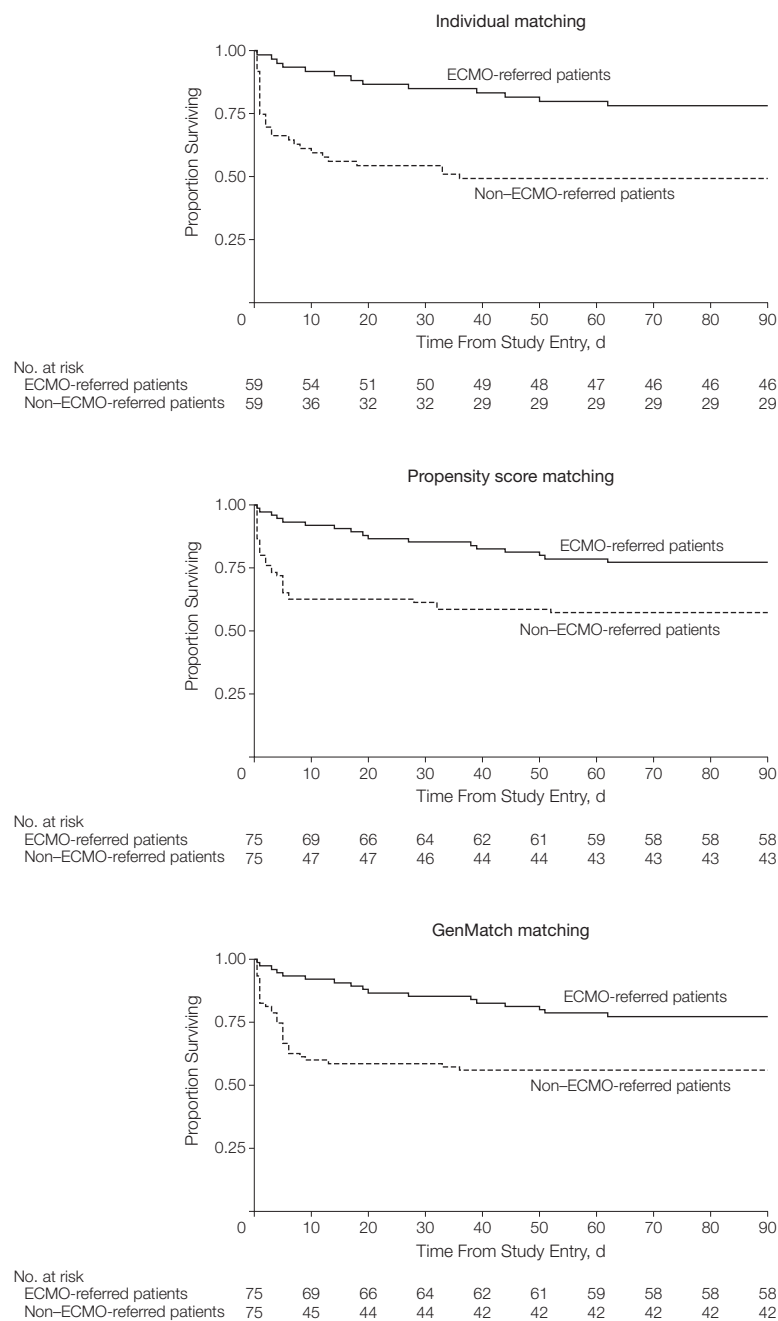 Individual matching
1.00
ECMO-referred patients
0.75
Proportion Surviving
0.50
Non–ECMO-referred patients
0.25
0 10 20 30 40 50 60 70 80 90
Time From Study Entry, d
No. at risk
ECMO-referred patients 59 54 51 50 49 48 47 46 46 46
Non–ECMO-referred patients 59 36 32 32 29 29 29 29 29 29
Propensity score matching
1.00
ECMO-referred patients
0.75
Proportion Surviving
0.50
Non–ECMO-referred patients
0.25
0 10 20 30 40 50 60 70 80 90
Time From Study Entry, d
No. at risk
ECMO-referred patients 75 69 66 64 62 61 59 58 58 58
Non–ECMO-referred patients 75 47 47 46 44 44 43 43 43 43
GenMatch matching
1.00
ECMO-referred patients
0.75
Proportion Surviving
0.50
Non–ECMO-referred patients
0.25
0 10 20 30 40 50 60 70 80 90
Time From Study Entry, d
No. at risk
ECMO-referred patients 75 69 66 64 62 61 59 58 58 58
Non–ECMO-referred patients 75 45 44 44 42 42 42 42 42 42